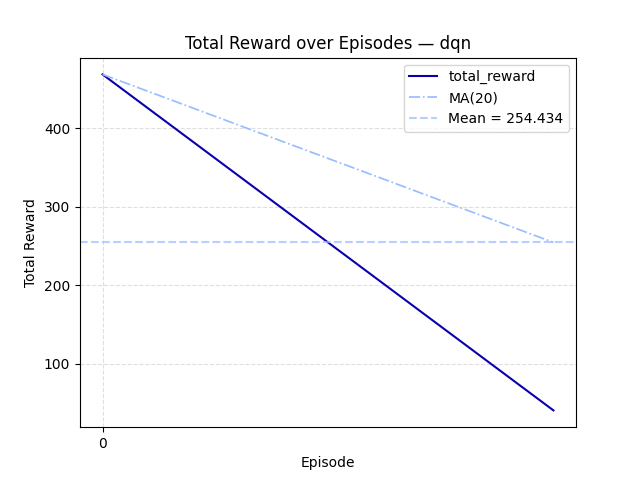 Total Reward over Episodes — dqn
total_reward
MA(20)
Mean = 254.434
400
300
200
100
Total Reward
0
Episode